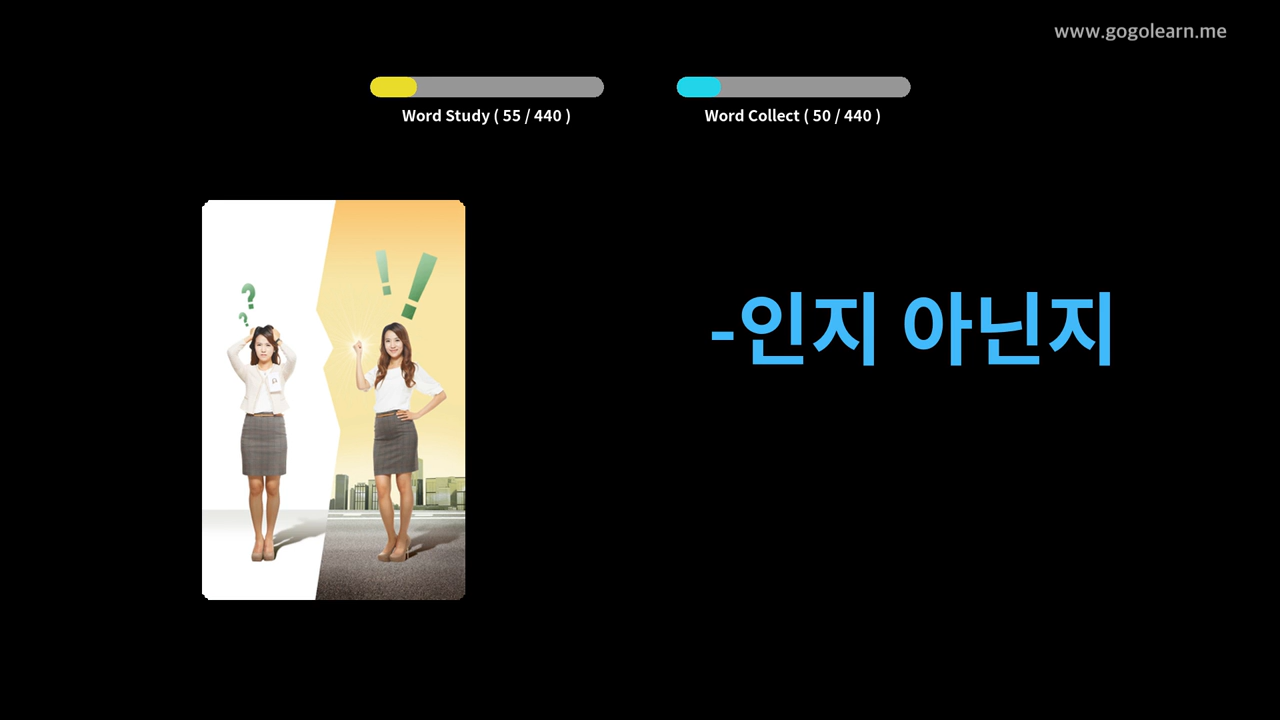 www.gogolearn.me
Word Study ( 55 / 440 )
Word Collect ( 50 / 440 )
? ?
! !
-인지 아닌지